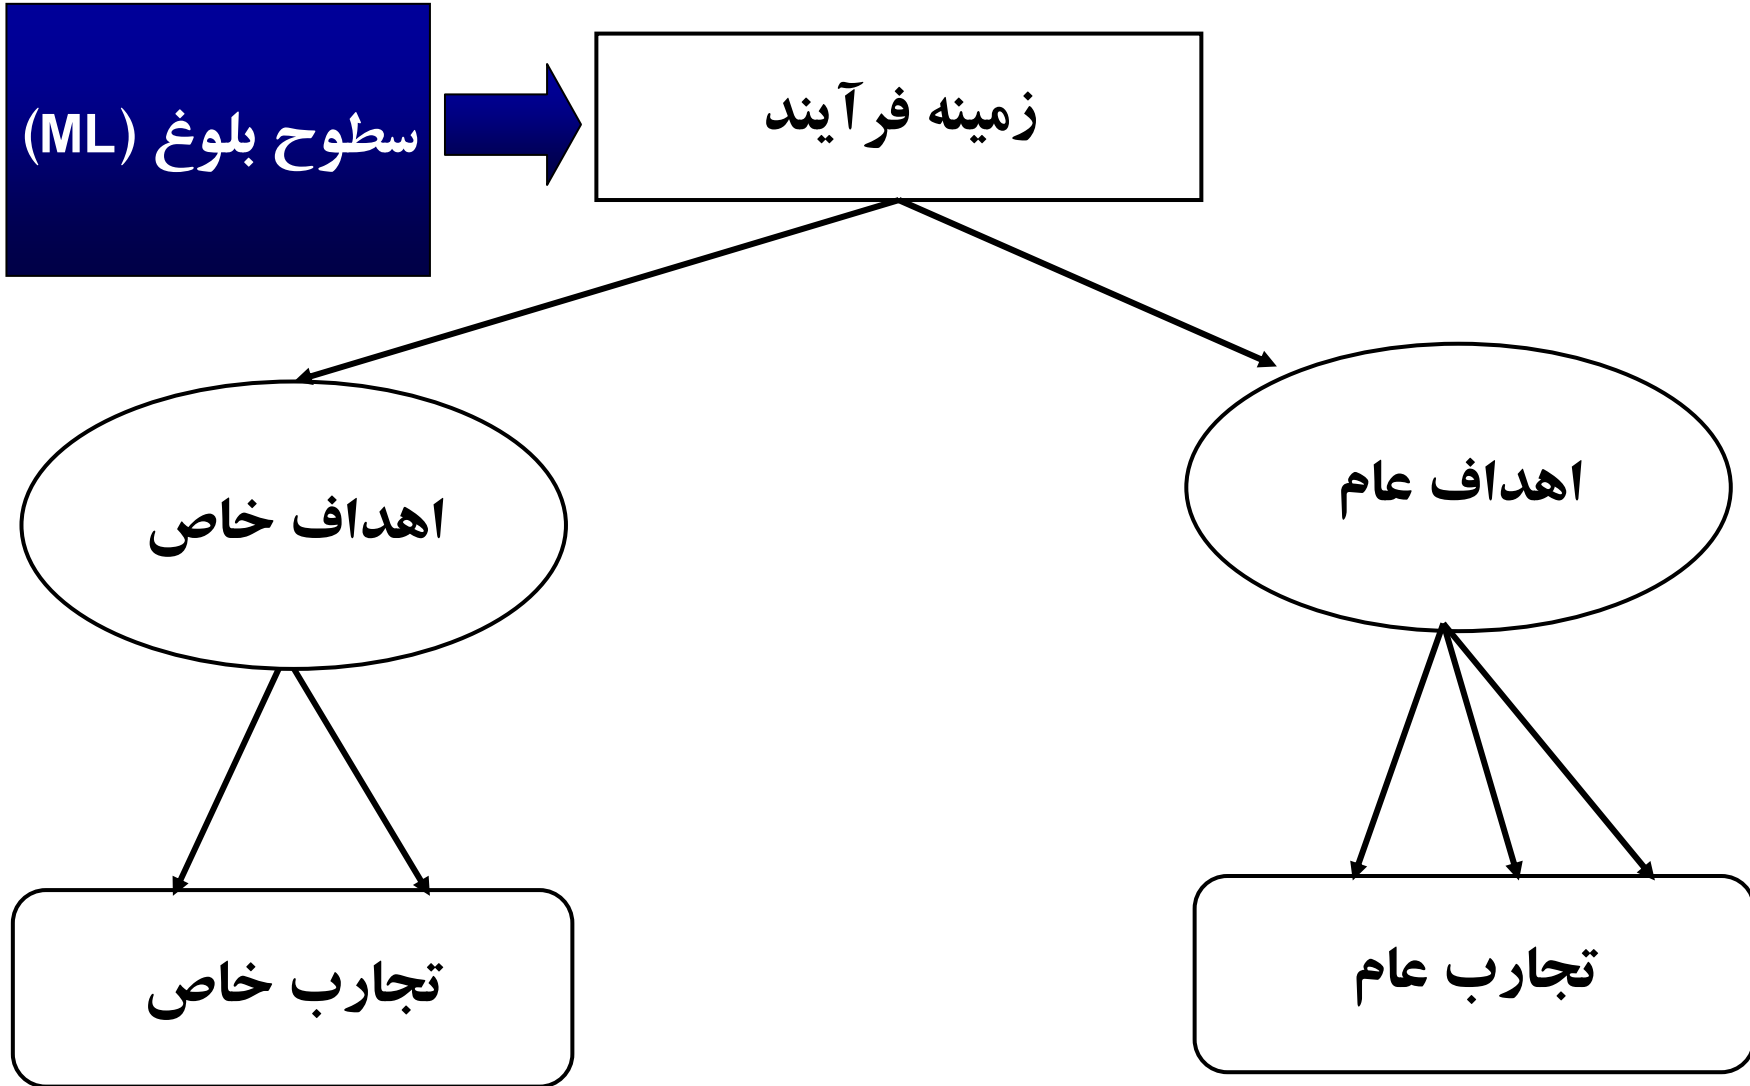 سطوح بلوغ (ML)
زمینه فرآیند
اهداف عام
اهداف خاص
تجارب عام
تجارب خاص